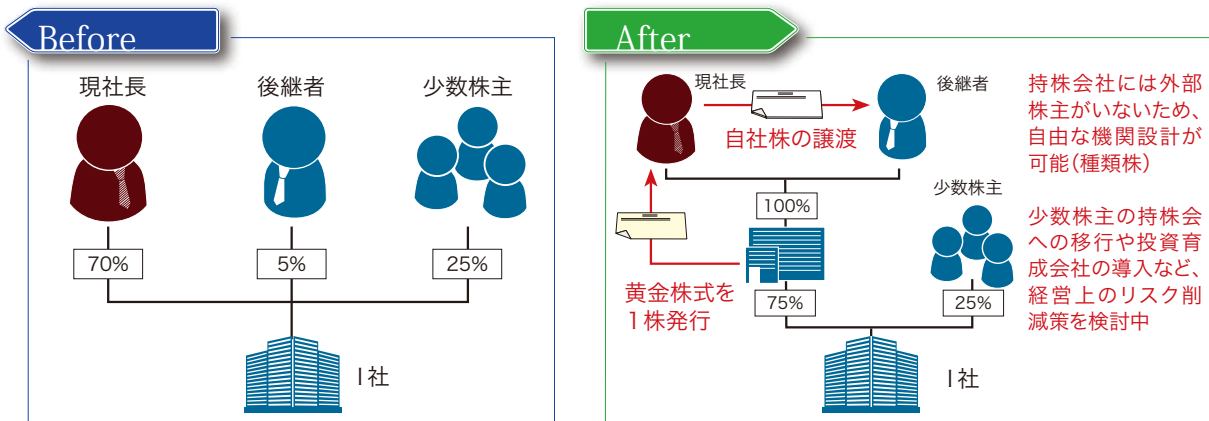 Before
現社長
後継者
少数株主
70%
5%
25%
I社
After
現社長
後継者
自社株の譲渡
持株会社には外部
株主がいないため、
自由な機関設計が
可能(種類株)
100%
少数株主
黄金株式を
1株発行
75%
25%
少数株主の持株会
への移行や投資育
成会社の導入など、
経営上のリスク削
減策を検討中
I社